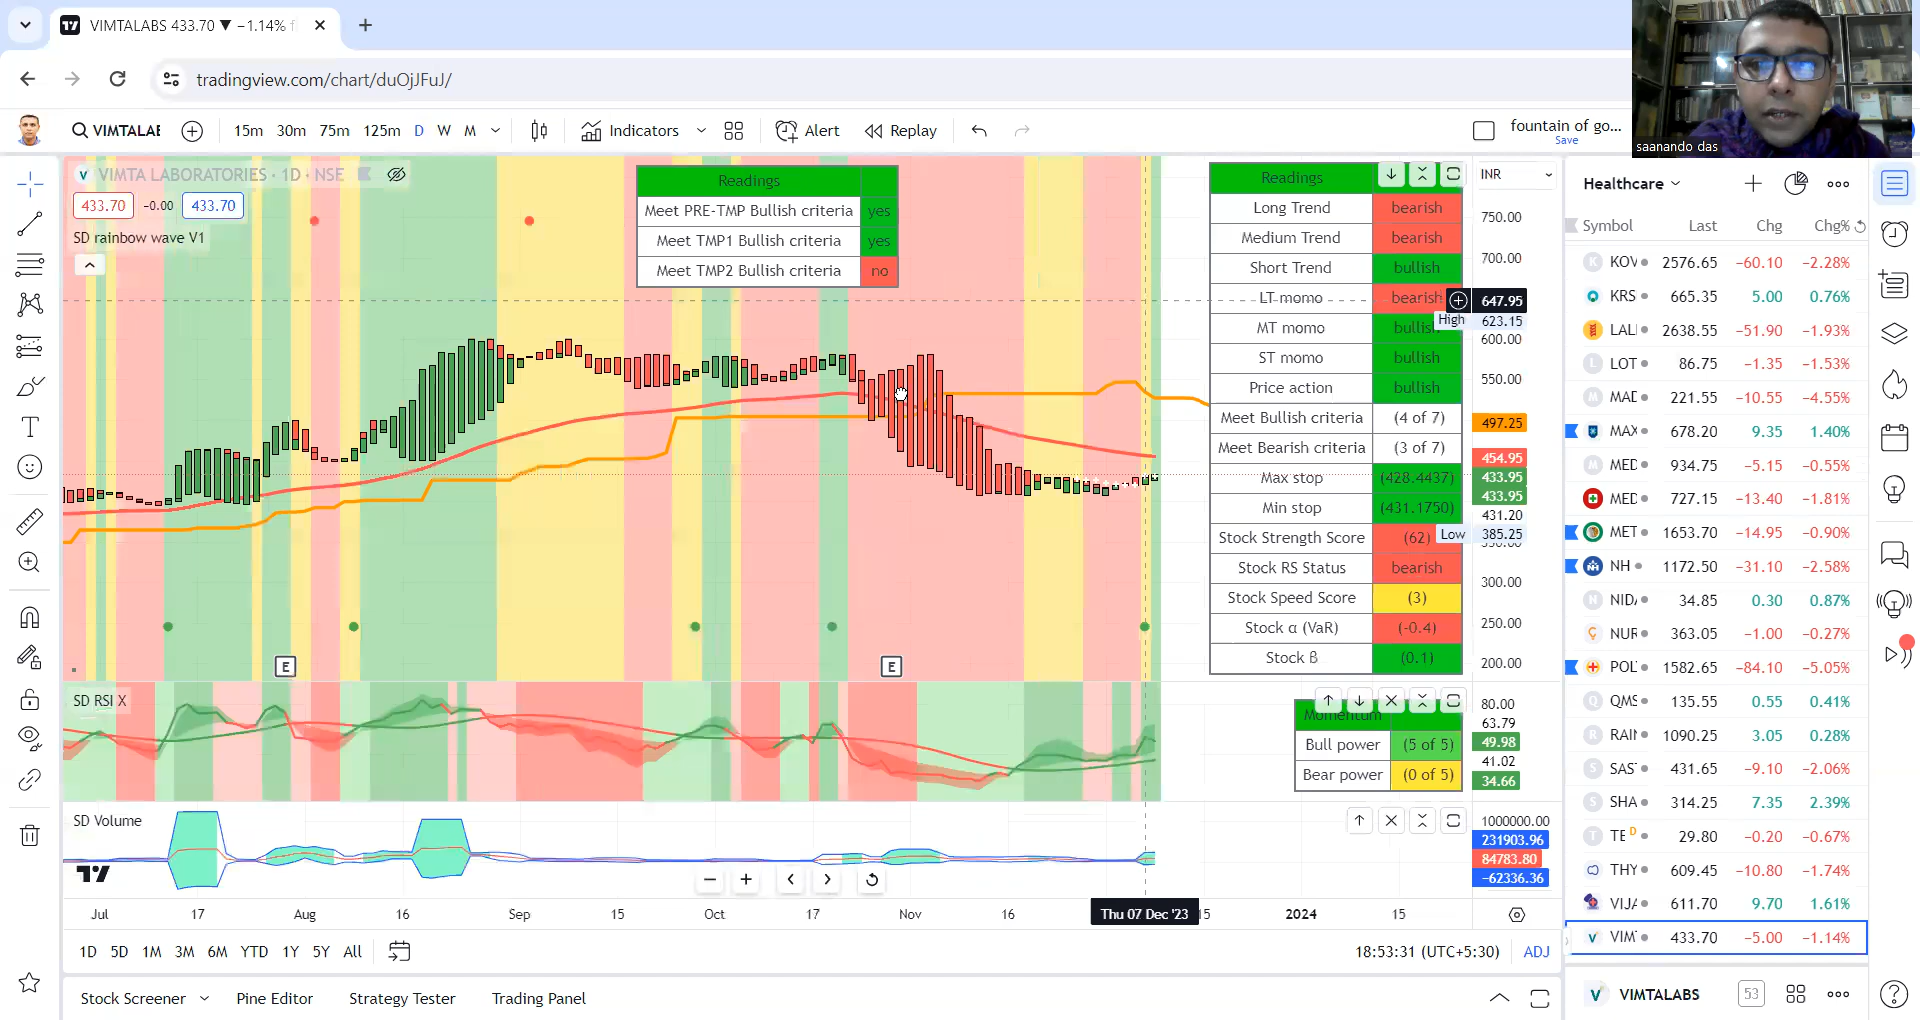 VIMTALABS 433.70 ▼ −1.14%
tradingview.com/chart/duOjJFuJ/
saanando das
VIMTALA
15m 30m 75m 125m D W M
Indicators
Alert
Replay
fountain of go...
Save
VIMTA LABORATORIES · 1D · NSE
433.70 −0.00 433.70
SD rainbow wave V1
Readings
Meet PRE-TMP Bullish criteria yes
Meet TMP1 Bullish criteria yes
Meet TMP2 Bullish criteria no
Readings
Long Trend bearish
Medium Trend bearish
Short Trend bullish
LT momo bearish
MT momo bullish
ST momo bullish
Price action bullish
Meet Bullish criteria (4 of 7)
Meet Bearish criteria (3 of 7)
Max stop (428.4437)
Min stop (431.1750)
Stock Strength Score (62)
Stock RS Status bearish
Stock Speed Score (3)
Stock α (VaR) (-0.4)
Stock ß (0.1)
INR
750.00
700.00
647.95
High 623.15
600.00
550.00
497.25
454.95
433.95
433.95
431.20
Low 385.25
300.00
250.00
200.00
E
E
SD RSI X
Momentum
Bull power (5 of 5)
Bear power (0 of 5)
80.00
63.79
49.98
41.02
34.66
SD Volume
1000000.00
231903.96
84783.80
−62336.36
Jul 17 Aug 16 Sep 15 Oct 17 Nov 16 Thu 07 Dec '23 15 2024 15
1D 5D 1M 3M 6M YTD 1Y 5Y All
18:53:31 (UTC+5:30) ADJ
Stock Screener Pine Editor Strategy Tester Trading Panel
Healthcare
Symbol Last Chg Chg%
KOV 2576.65 −60.10 −2.28%
KRS 665.35 5.00 0.76%
LAL 2638.55 −51.90 −1.93%
LOT 86.75 −1.35 −1.53%
MAD 221.55 −10.55 −4.55%
MAX 678.20 9.35 1.40%
MED 934.75 −5.15 −0.55%
MED 727.15 −13.40 −1.81%
MET 1653.70 −14.95 −0.90%
NH 1172.50 −31.10 −2.58%
NID 34.85 0.30 0.87%
NUR 363.05 −1.00 −0.27%
POL 1582.65 −84.10 −5.05%
QMS 135.55 0.55 0.41%
RAIN 1090.25 3.05 0.28%
SAS 431.65 −9.10 −2.06%
SHA 314.25 7.35 2.39%
TE D 29.80 −0.20 −0.67%
THY 609.45 −10.80 −1.74%
VIJA 611.70 9.70 1.61%
VIM 433.70 −5.00 −1.14%
VIMTALABS 53